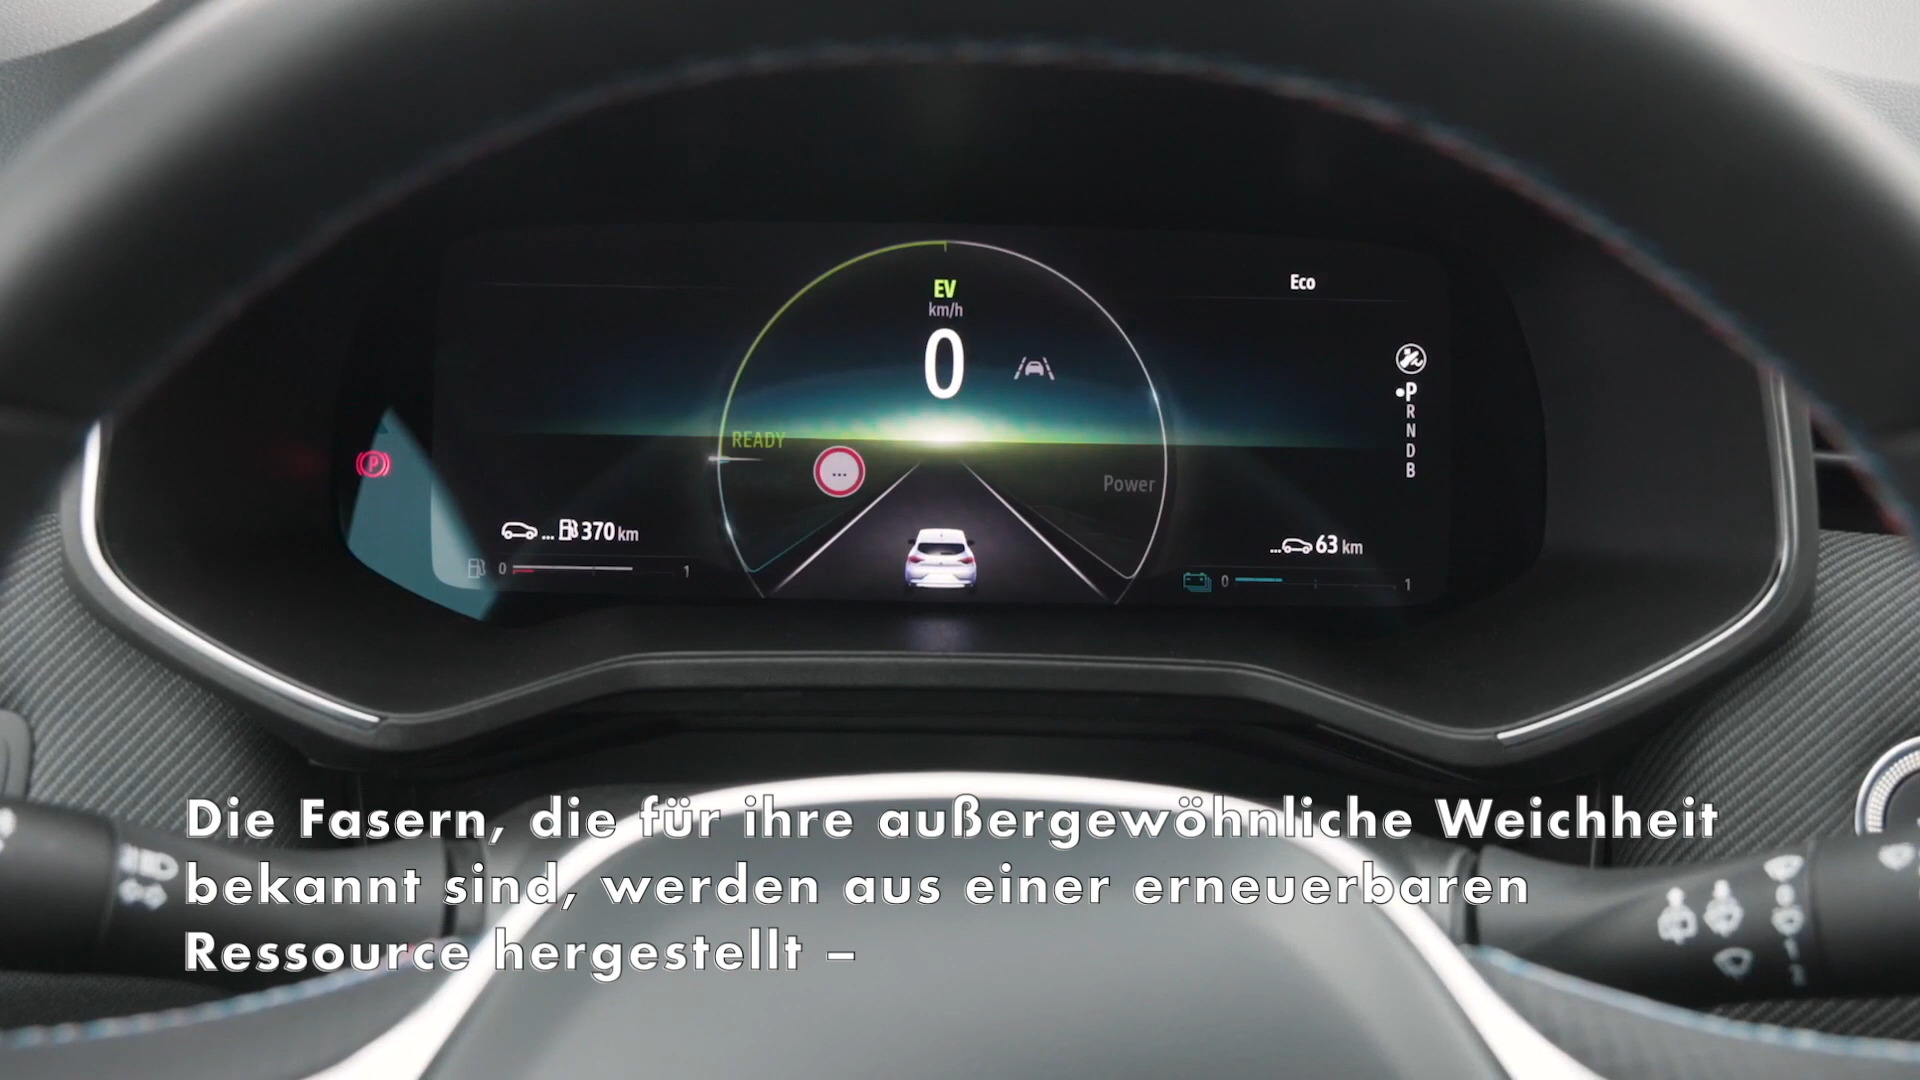 EV
km/h
0
Eco
P
R
N
D
B
READY
...
Power
P
... 370 km
0 1
...63 km
0 1
Die Fasern, die für ihre außergewöhnliche Weichheit
bekannt sind, werden aus einer erneuerbaren
Ressource hergestellt –